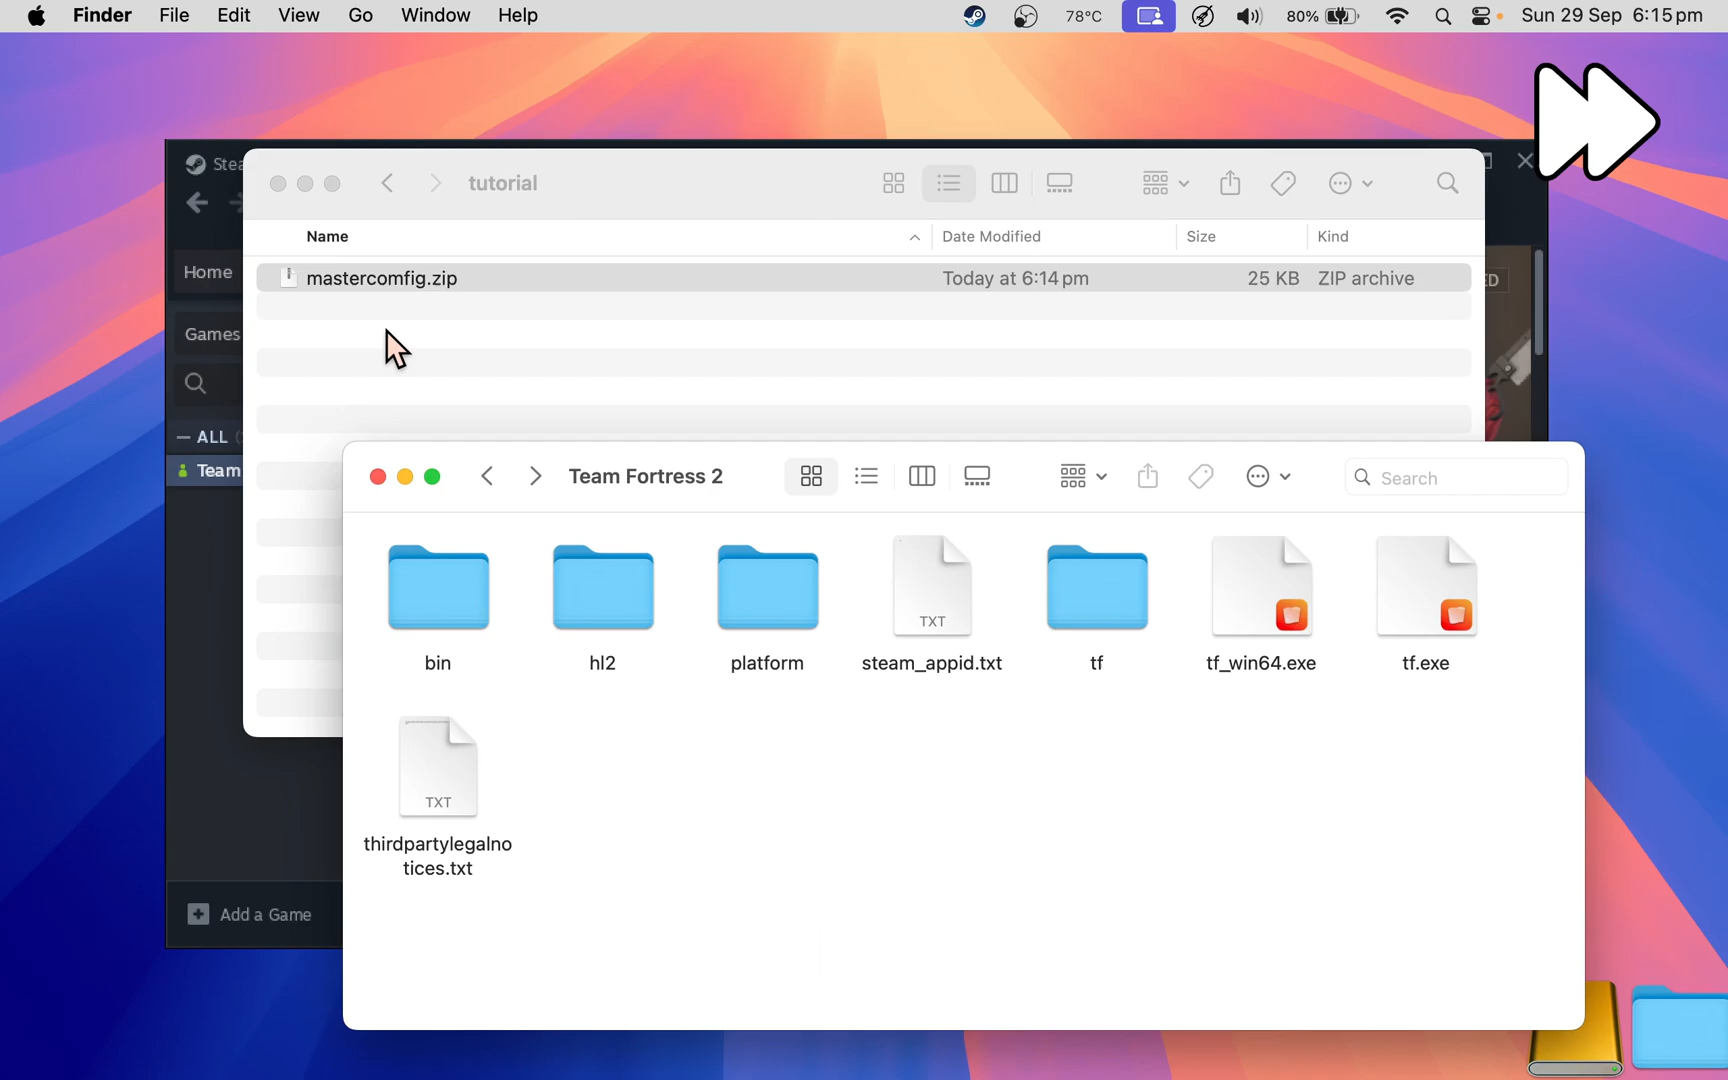 Finder File Edit View Go Window Help 78°C 80% Sun 29 Sep 6:15 pm
Stea
tutorial
Name Date Modified Size Kind
Home
mastercomfig.zip Today at 6:14 pm 25 KB ZIP archive
ED
Games
ALL
Team
Team Fortress 2 Search
TXT
bin hl2 platform steam_appid.txt tf tf_win64.exe tf.exe
TXT
thirdpartylegalno
tices.txt
Add a Game